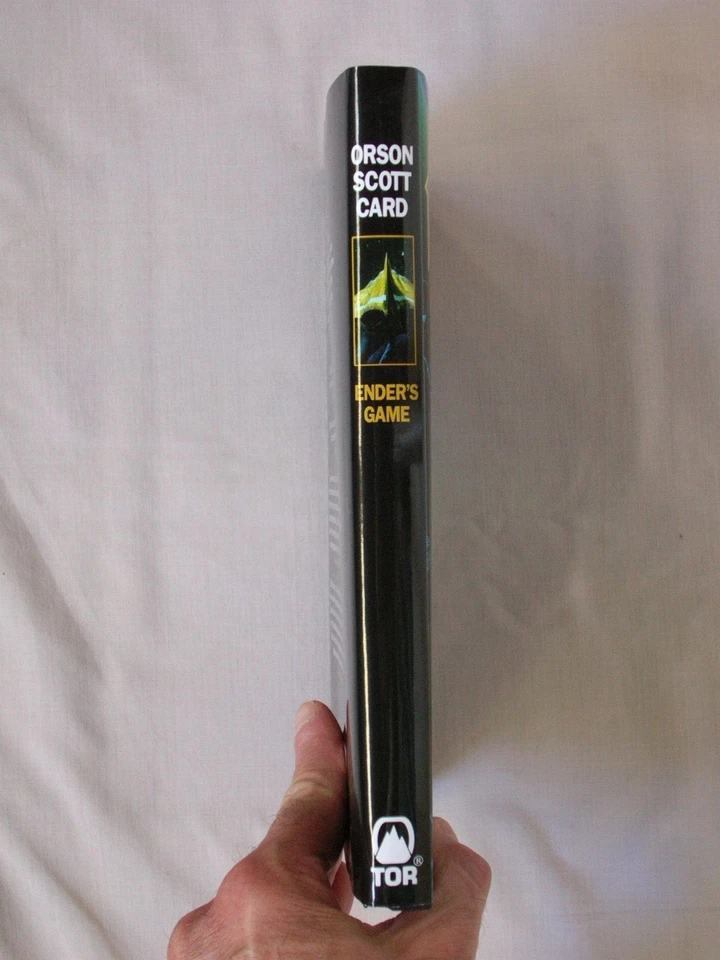 ORSON
SCOTT
CARD
ENDER'S
GAME
®
TOR